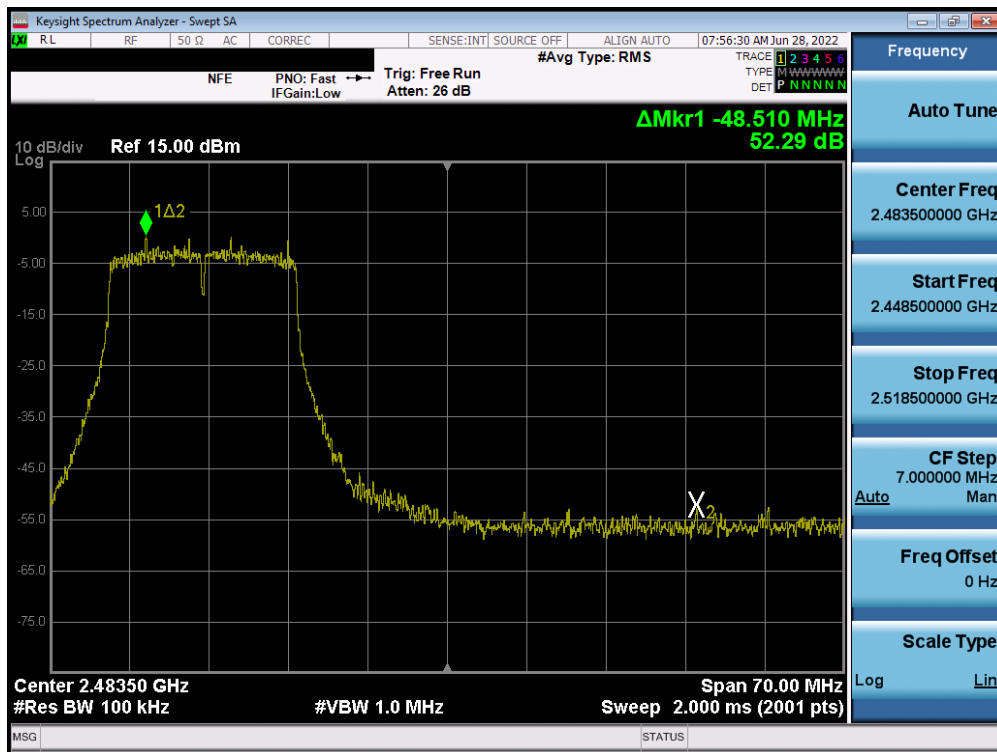 Keysight Spectrum Analyzer - Swept SA
LXI RL RF 50 Ω AC CORREC SENSE:INT SOURCE OFF ALIGN AUTO 07:56:30 AM Jun 28, 2022
#Avg Type: RMS
TRACE 1 2 3 4 5 6
NFE PNO: Fast Trig: Free Run TYPE M WWWWW
IFGain:Low Atten: 26 dB DET P N N N N N
ΔMkr1 -48.510 MHz
52.29 dB
10 dB/div Ref 15.00 dBm
Log
5.00
1Δ2
-5.00
-15.0
-25.0
-35.0
-45.0
-55.0
X2
-65.0
-75.0
Center 2.48350 GHz Span 70.00 MHz
#Res BW 100 kHz #VBW 1.0 MHz Sweep 2.000 ms (2001 pts)
MSG STATUS
Frequency
Auto Tune
Center Freq
2.483500000 GHz
Start Freq
2.448500000 GHz
Stop Freq
2.518500000 GHz
CF Step
7.000000 MHz
Auto Man
Freq Offset
0 Hz
Scale Type
Log Lin